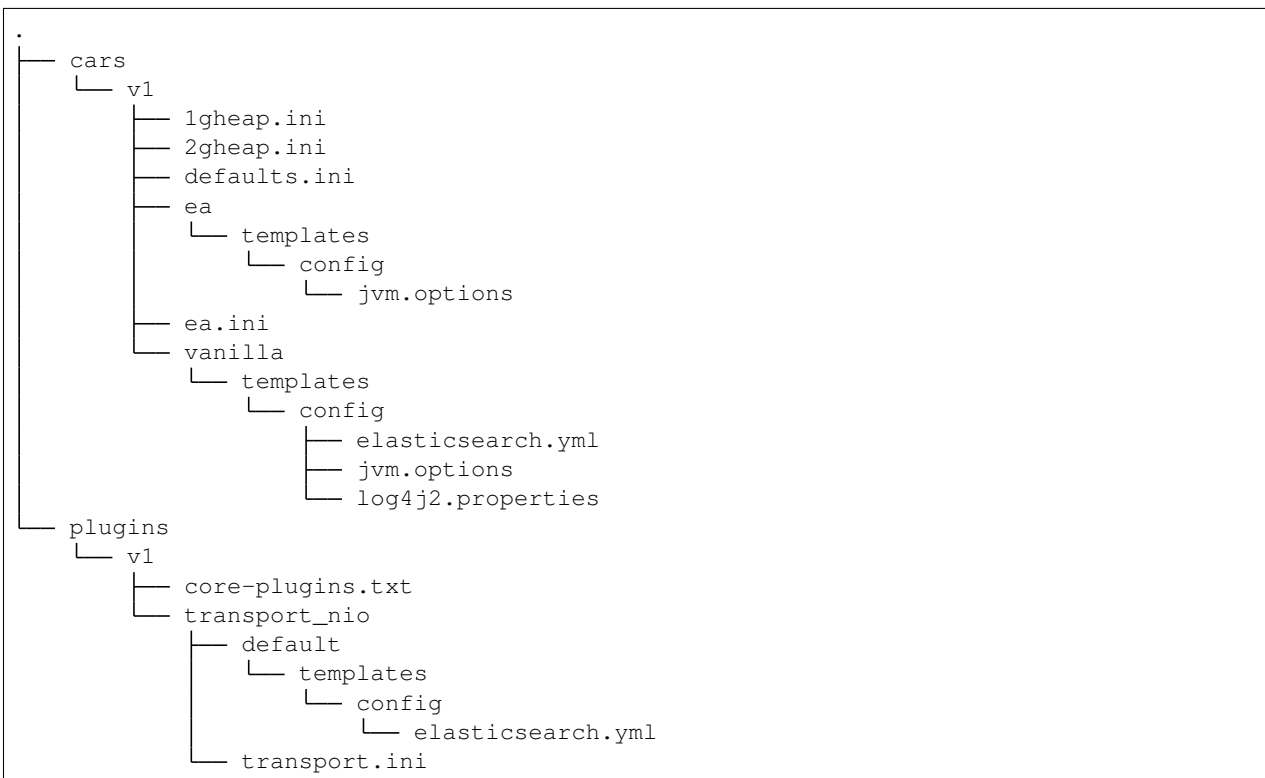 .
├── cars
│   └── v1
│       ├── 1gheap.ini
│       ├── 2gheap.ini
│       ├── defaults.ini
│       ├── ea
│       │   └── templates
│       │       └── config
│       │           └── jvm.options
│       ├── ea.ini
│       └── vanilla
│           └── templates
│               └── config
│                   ├── elasticsearch.yml
│                   ├── jvm.options
│                   └── log4j2.properties
└── plugins
    └── v1
        ├── core-plugins.txt
        └── transport_nio
            ├── default
            │   └── templates
            │       └── config
            │           └── elasticsearch.yml
            └── transport.ini